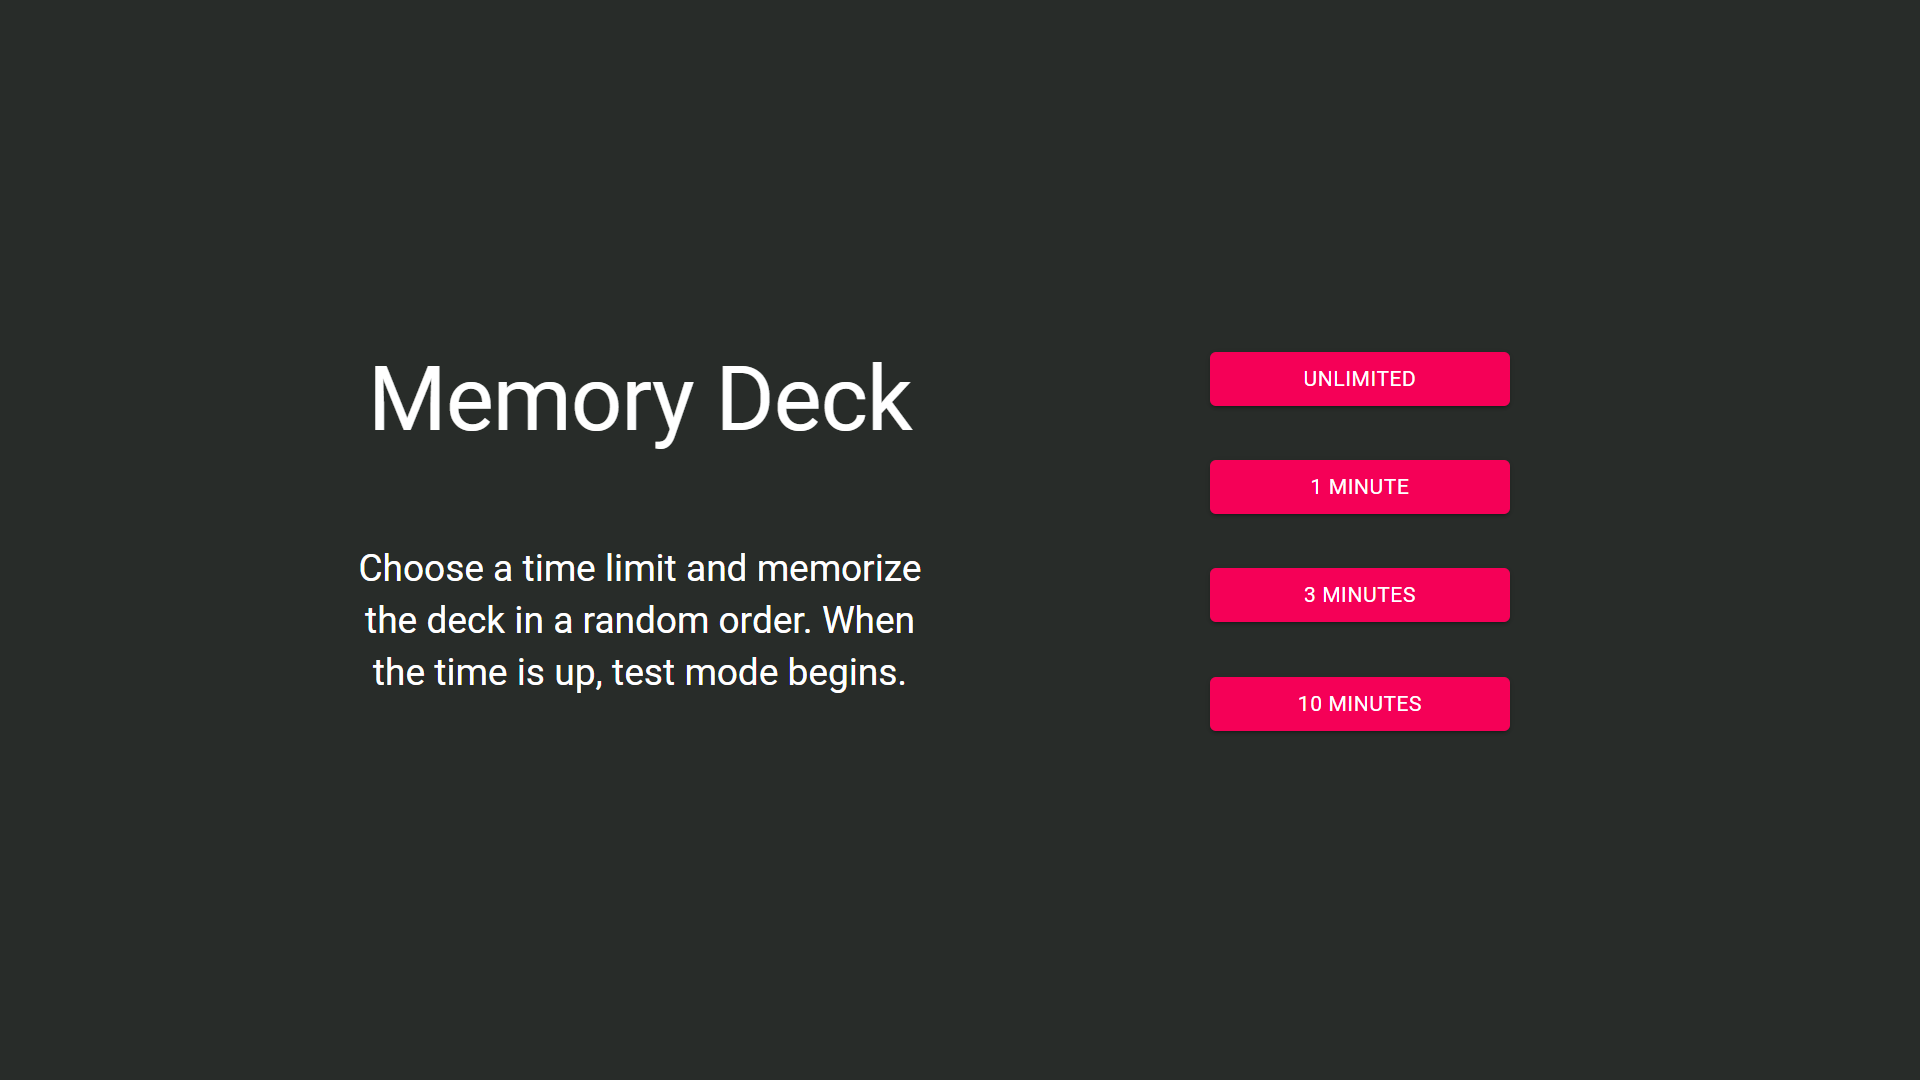 Memory Deck
Choose a time limit and memorize
the deck in a random order. When
the time is up, test mode begins.
UNLIMITED
1 MINUTE
3 MINUTES
10 MINUTES